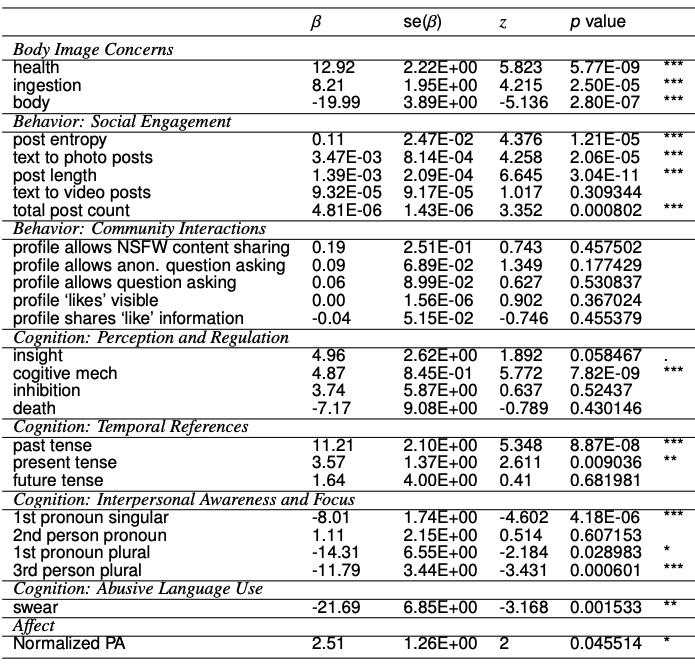 β se(β) z p value
Body Image Concerns
health 12.92 2.22E+00 5.823 5.77E-09 ***
ingestion 8.21 1.95E+00 4.215 2.50E-05 ***
body -19.99 3.89E+00 -5.136 2.80E-07 ***
Behavior: Social Engagement
post entropy 0.11 2.47E-02 4.376 1.21E-05 ***
text to photo posts 3.47E-03 8.14E-04 4.258 2.06E-05 ***
post length 1.39E-03 2.09E-04 6.645 3.04E-11 ***
text to video posts 9.32E-05 9.17E-05 1.017 0.309344
total post count 4.81E-06 1.43E-06 3.352 0.000802 ***
Behavior: Community Interactions
profile allows NSFW content sharing 0.19 2.51E-01 0.743 0.457502
profile allows anon. question asking 0.09 6.89E-02 1.349 0.177429
profile allows question asking 0.06 8.99E-02 0.627 0.530837
profile ‘likes’ visible 0.00 1.56E-06 0.902 0.367024
profile shares ‘like’ information -0.04 5.15E-02 -0.746 0.455379
Cognition: Perception and Regulation
insight 4.96 2.62E+00 1.892 0.058467 .
cogitive mech 4.87 8.45E-01 5.772 7.82E-09 ***
inhibition 3.74 5.87E+00 0.637 0.52437
death -7.17 9.08E+00 -0.789 0.430146
Cognition: Temporal References
past tense 11.21 2.10E+00 5.348 8.87E-08 ***
present tense 3.57 1.37E+00 2.611 0.009036 **
future tense 1.64 4.00E+00 0.41 0.681981
Cognition: Interpersonal Awareness and Focus
1st pronoun singular -8.01 1.74E+00 -4.602 4.18E-06 ***
2nd person pronoun 1.11 2.15E+00 0.514 0.607153
1st pronoun plural -14.31 6.55E+00 -2.184 0.028983 *
3rd person plural -11.79 3.44E+00 -3.431 0.000601 ***
Cognition: Abusive Language Use
swear -21.69 6.85E+00 -3.168 0.001533 **
Affect
Normalized PA 2.51 1.26E+00 2 0.045514 *